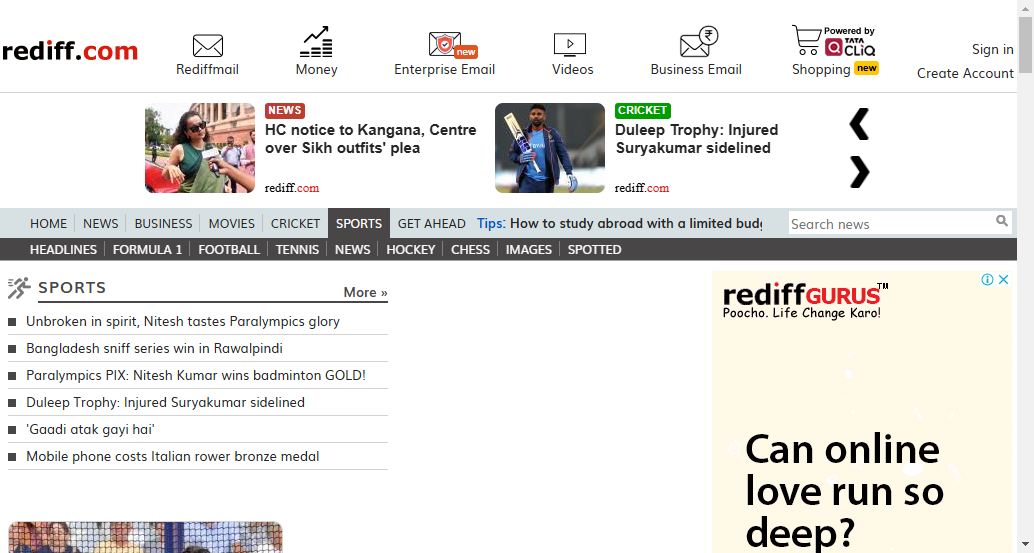 rediff.com
Rediffmail
Money
new
Enterprise Email
Videos
Business Email
Powered by
TATA
CLiQ
Shopping new
Sign in
Create Account
NEWS
HC notice to Kangana, Centre
over Sikh outfits' plea
rediff.com
CRICKET
Duleep Trophy: Injured
Suryakumar sidelined
rediff.com
HOME NEWS BUSINESS MOVIES CRICKET SPORTS GET AHEAD Tips: How to study abroad with a limited budg
Search news
HEADLINES FORMULA 1 FOOTBALL TENNIS NEWS HOCKEY CHESS IMAGES SPOTTED
SPORTS
More »
Unbroken in spirit, Nitesh tastes Paralympics glory
Bangladesh sniff series win in Rawalpindi
Paralympics PIX: Nitesh Kumar wins badminton GOLD!
Duleep Trophy: Injured Suryakumar sidelined
'Gaadi atak gayi hai'
Mobile phone costs Italian rower bronze medal
rediffGURUS™
Poocho. Life Change Karo!
Can online
love run so
deep?